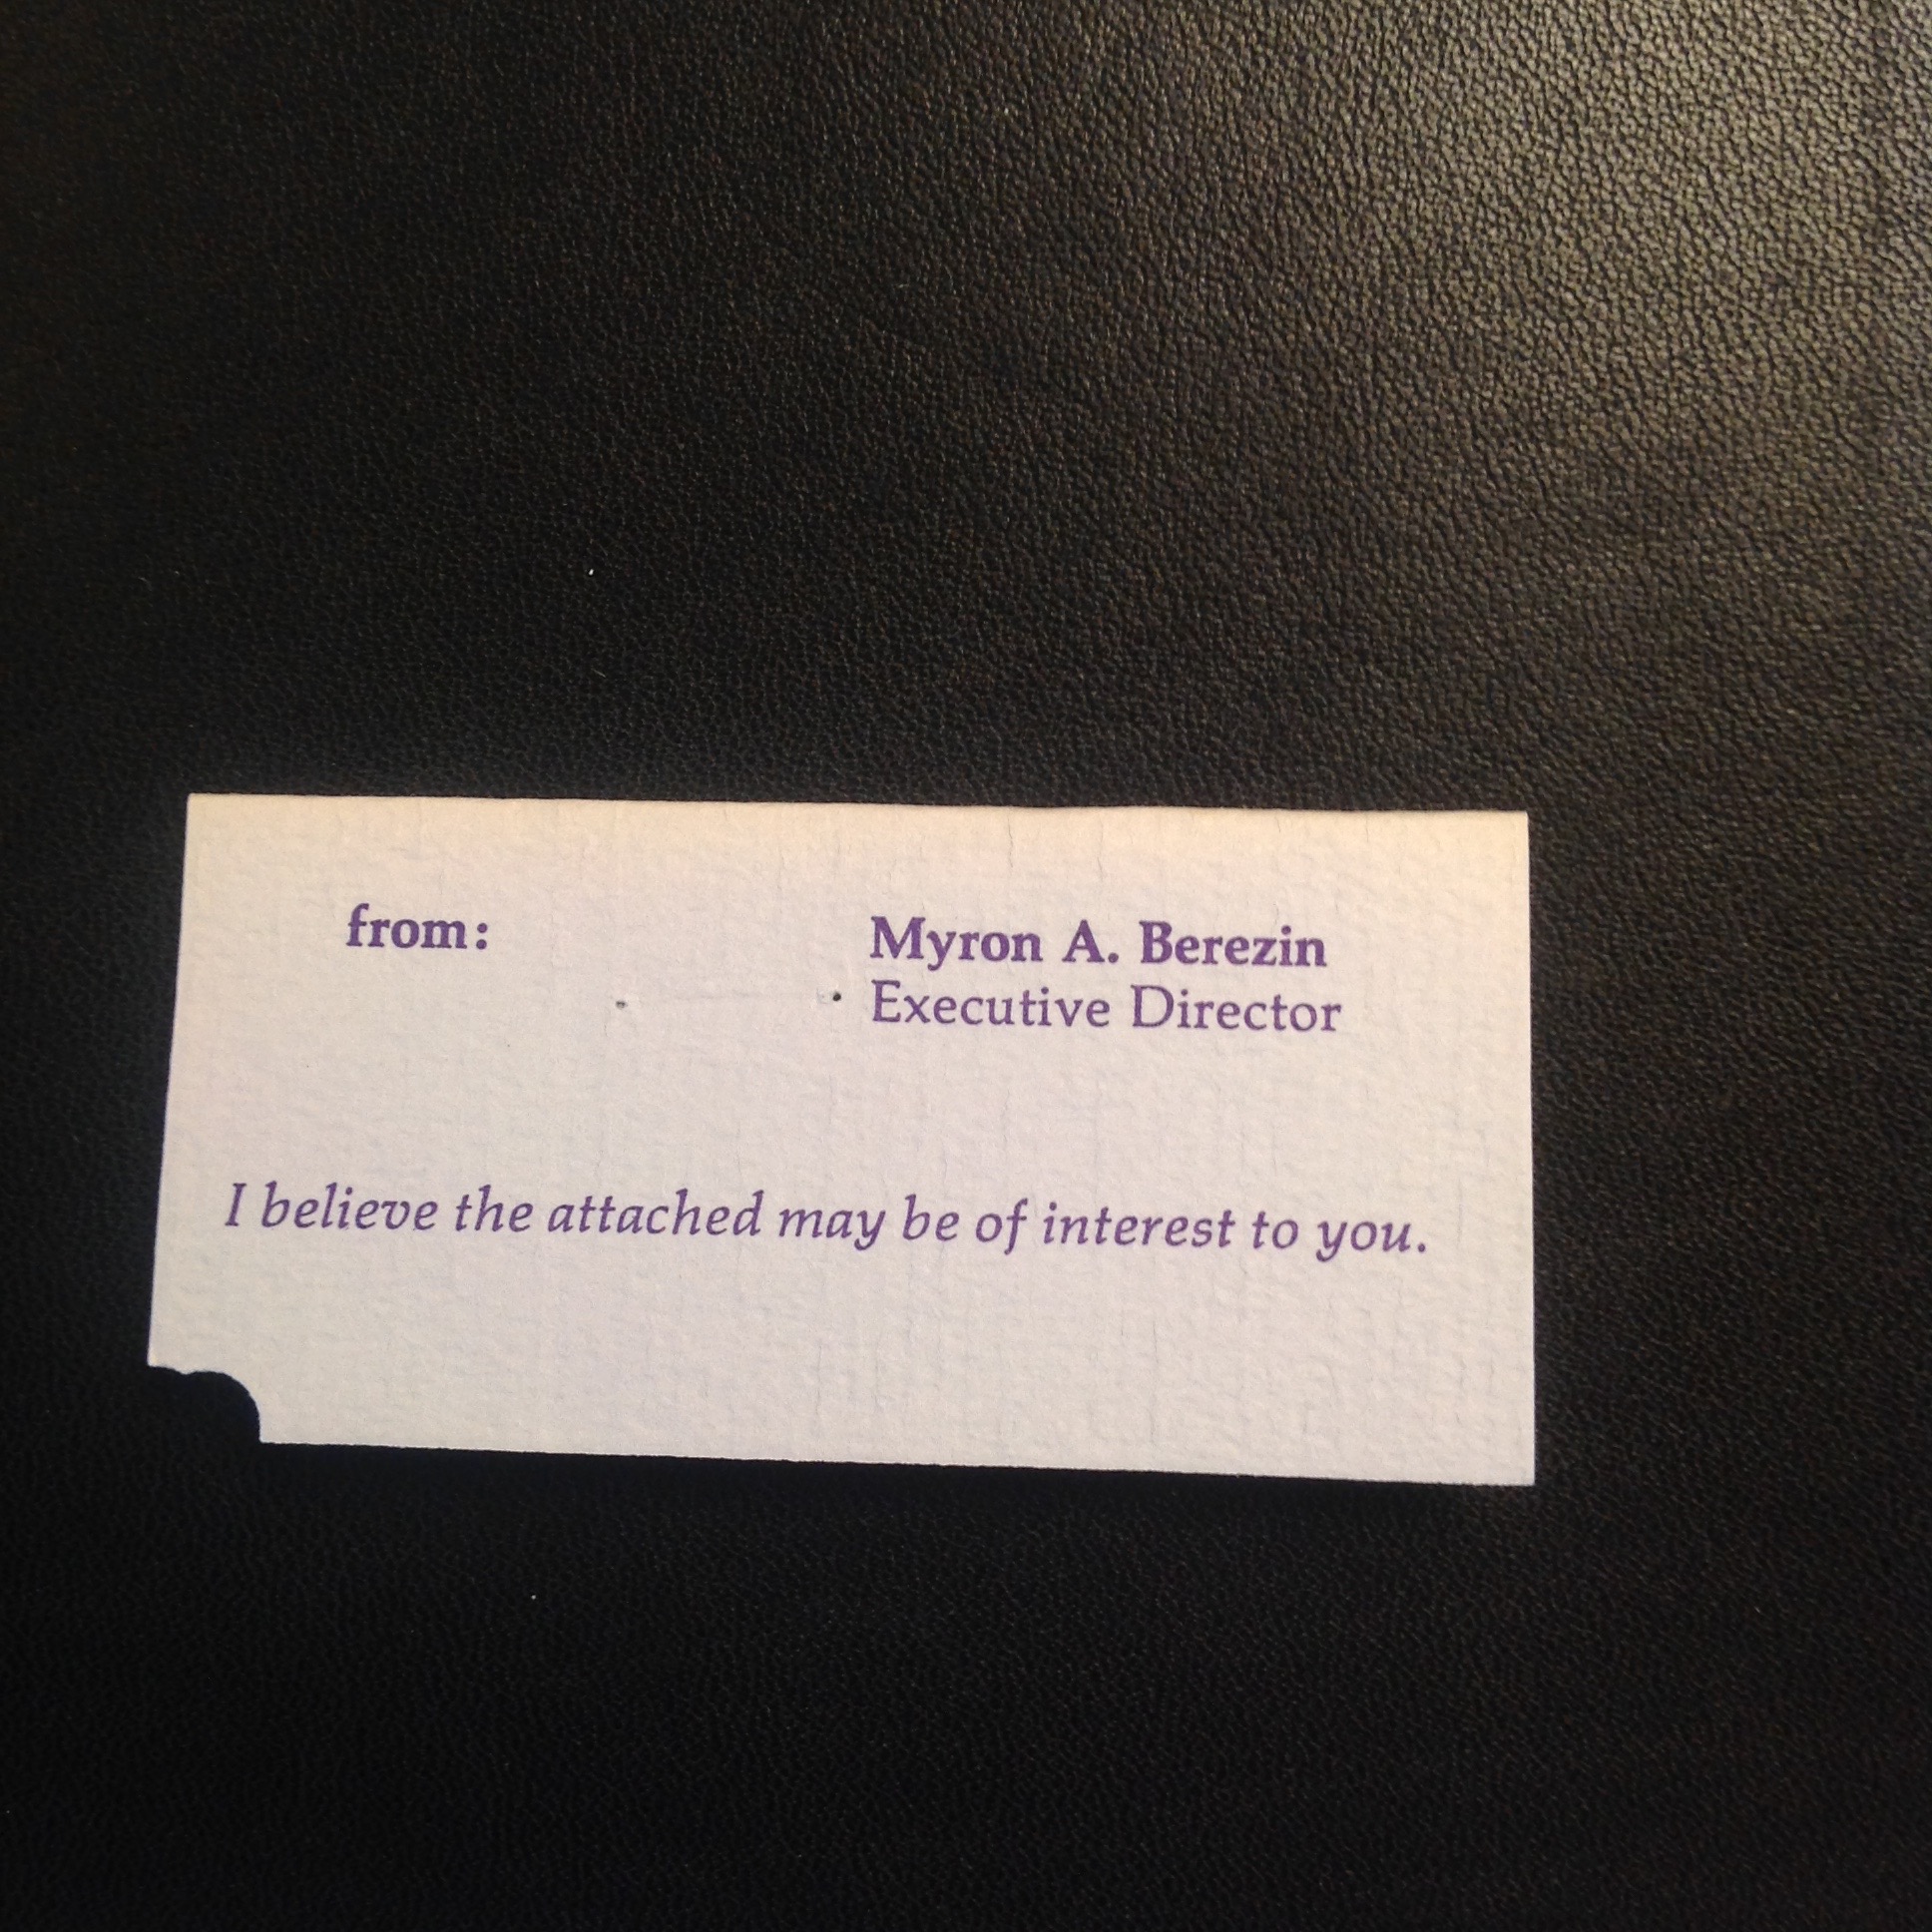 from:
Myron A. Berezin
Executive Director
I believe the attached may be of interest to you.